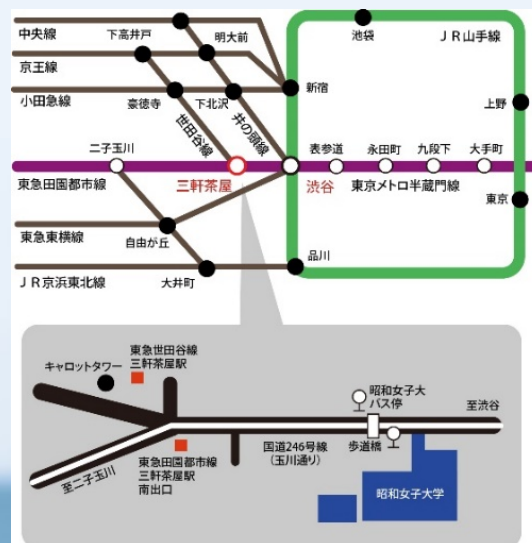 中央線
下高井戸
明大前
池袋
JR山手線
京王線
新宿
小田急線
豪徳寺
下北沢
世田谷線
井の頭線
上野
二子玉川
表参道
永田町
九段下
大手町
東急田園都市線
三軒茶屋
渋谷
東京メトロ半蔵門線
東京
東急東横線
自由が丘
品川
JR京浜東北線
大井町
東急世田谷線
三軒茶屋駅
キャロットタワー
昭和女子大
バス停
至渋谷
国道246号線
(玉川通り)
歩道橋
至二子玉川
東急田園都市線
三軒茶屋駅
南出口
昭和女子大学